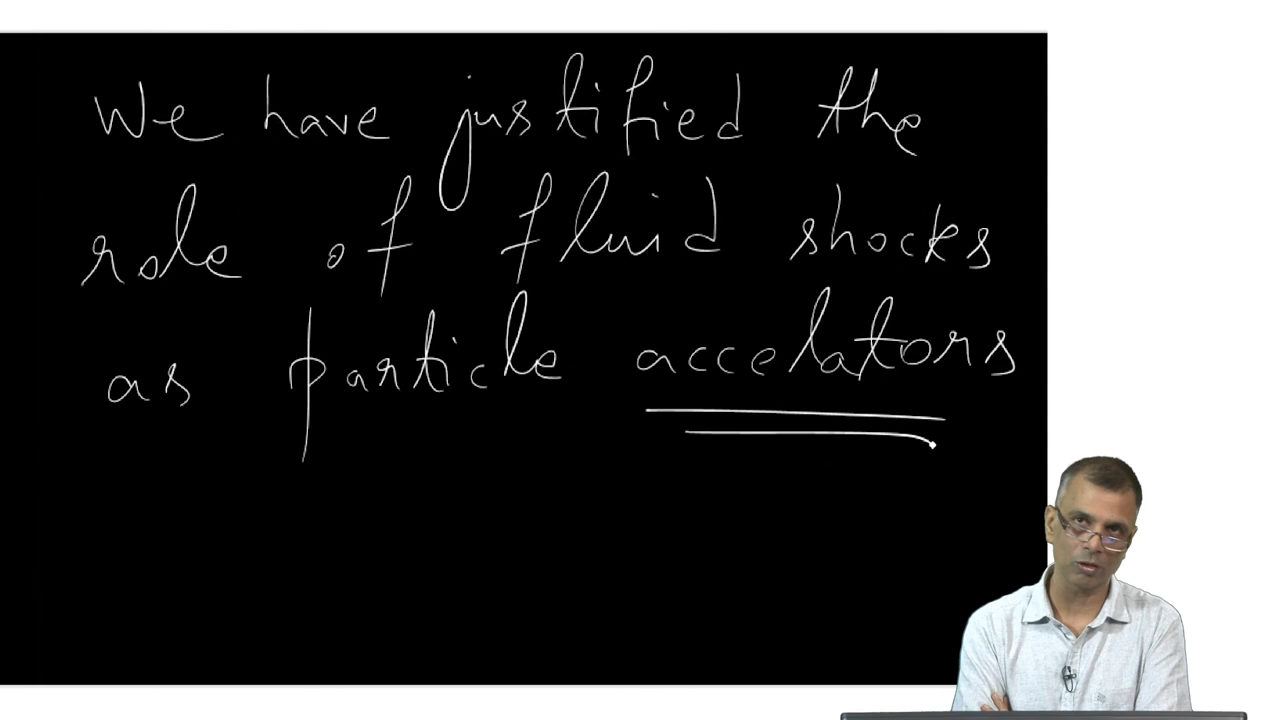 We have justified the
role of fluid shocks
as particle accelators